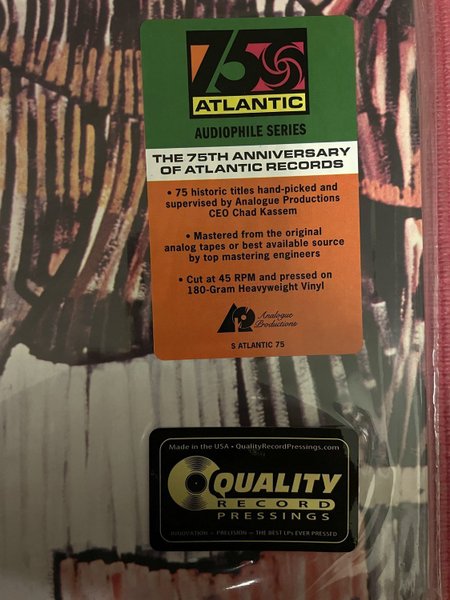 75
ATLANTIC
AUDIOPHILE SERIES
THE 75TH ANNIVERSARY
OF ATLANTIC RECORDS
• 75 historic titles hand-picked and
supervised by Analogue Productions
CEO Chad Kassem
• Mastered from the original
analog tapes or best available source
by top mastering engineers
• Cut at 45 RPM and pressed on
180-Gram Heavyweight Vinyl
Analogue
Productions
S ATLANTIC 75
Made in the USA • QualityRecordPressings.com
QUALITY
RECORD
PRESSINGS
INNOVATION – PRECISION – THE BEST LPs EVER PRESSED